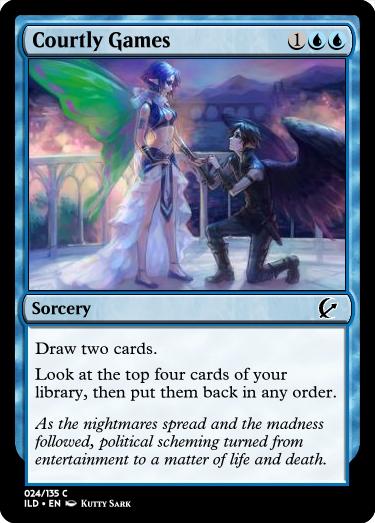 Courtly Games
1
Sorcery
Draw two cards.
Look at the top four cards of your
library, then put them back in any order.
As the nightmares spread and the madness
followed, political scheming turned from
entertainment to a matter of life and death.
024/135 C
ILD • EN Kutty Sark